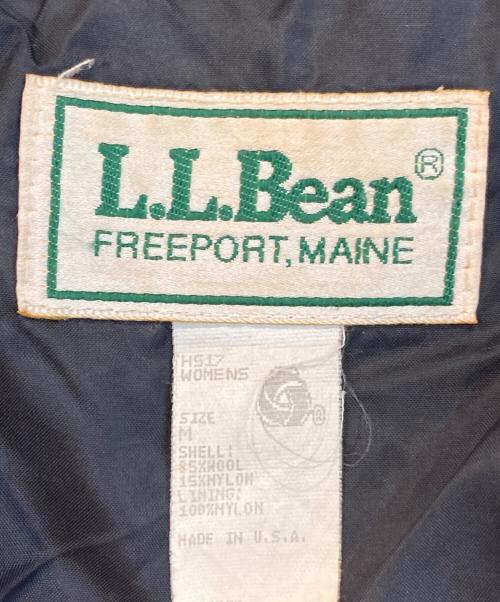 L.L.Bean®
FREEPORT, MAINE
HS17
WOMENS
SIZE
M
SHELL:
85%WOOL
15%NYLON
LINING:
100%NYLON
MADE IN U.S.A.